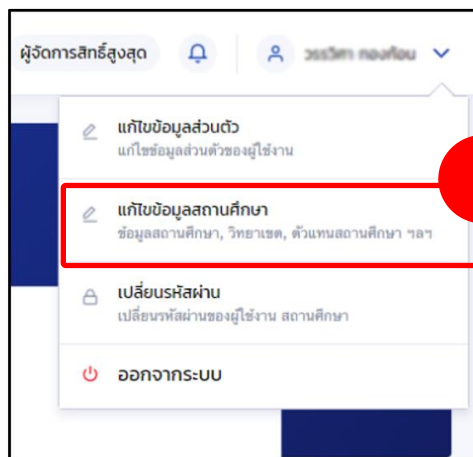 ผู้จัดการสิทธิ์สูงสุด
แก้ไขข้อมูลส่วนตัว
แก้ไขข้อมูลส่วนตัวของผู้ใช้งาน
แก้ไขข้อมูลสถานศึกษา
ข้อมูลสถานศึกษา, วิทยาเขต, ตัวแทนสถานศึกษา ฯลฯ
เปลี่ยนรหัสผ่าน
เปลี่ยนรหัสผ่านของผู้ใช้งาน สถานศึกษา
ออกจากระบบ